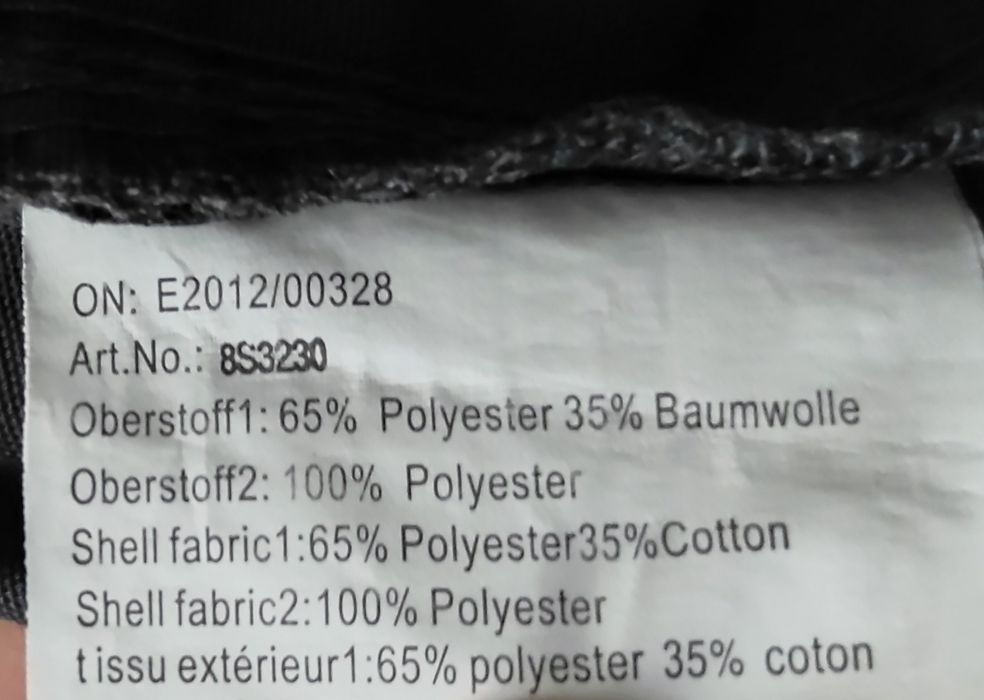 ON: E2012/00328
Art.No.: 8S3230
Oberstoff1: 65% Polyester 35% Baumwolle
Oberstoff2: 100% Polyester
Shell fabric1:65% Polyester35%Cotton
Shell fabric2:100% Polyester
tissu extérieur1:65% polyester 35% coton